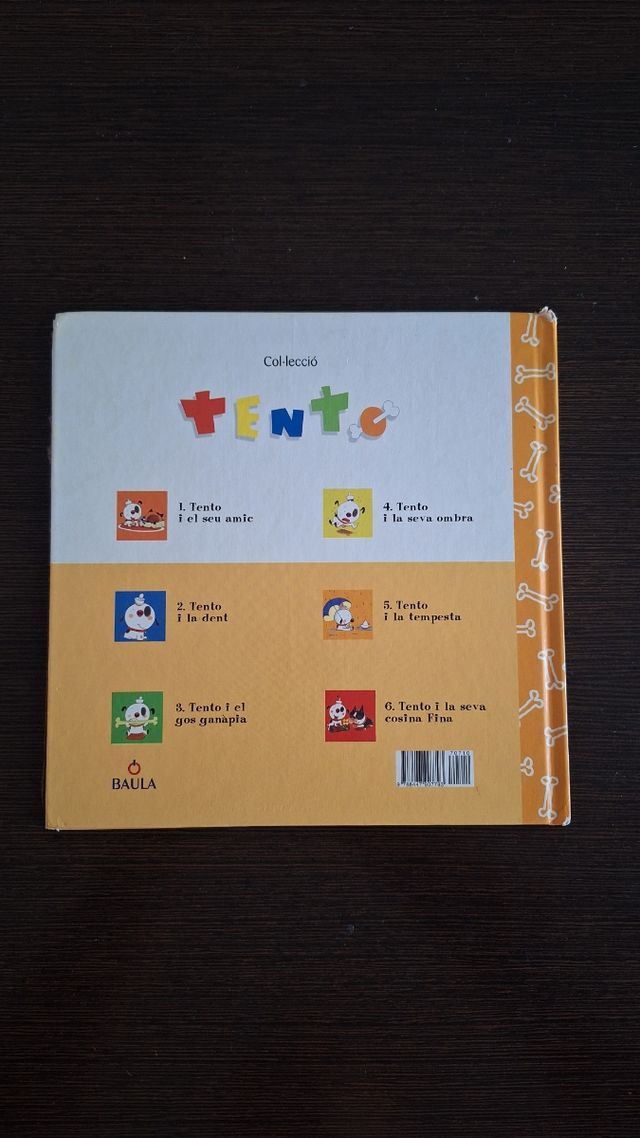 Col·lecció
TENTO
1. Tento
i el seu amic
4. Tento
i la seva ombra
2. Tento
i la dent
5. Tento
i la tempesta
3. Tento i el
gos ganàpia
6. Tento i la seva
cosina Fina
BAULA